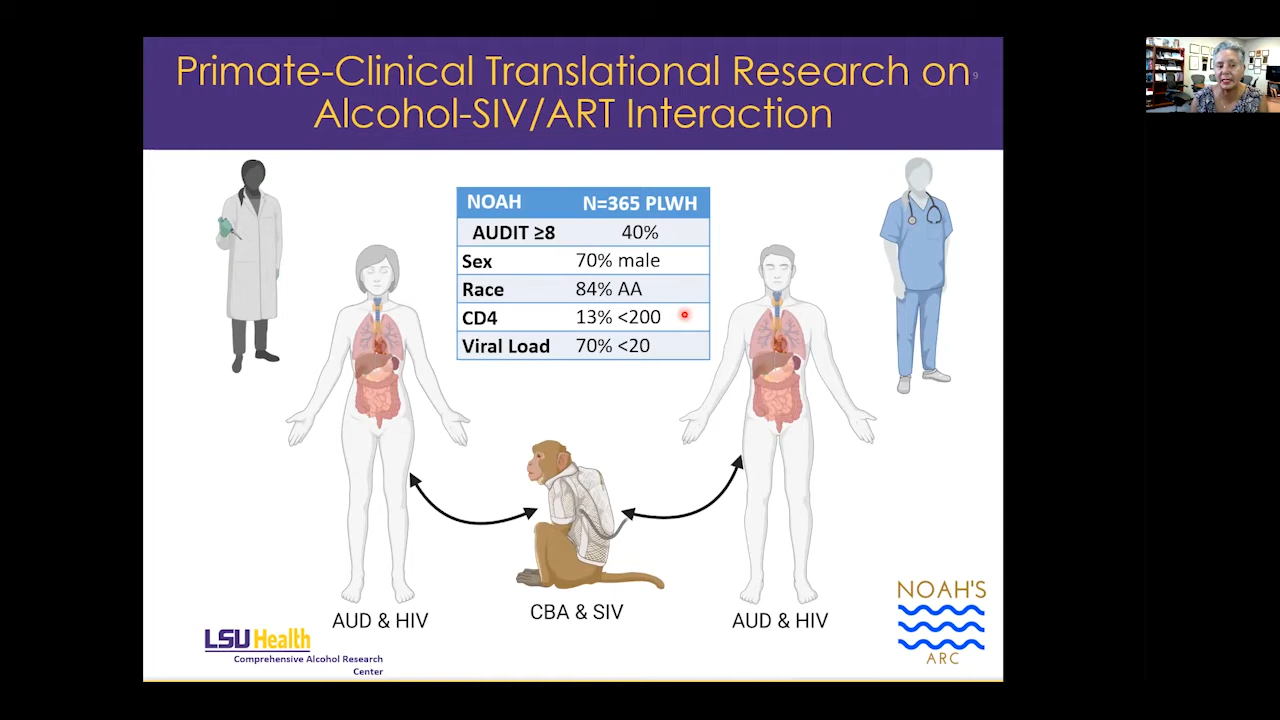 Primate-Clinical Translational Research on
9
Alcohol-SIV/ART Interaction
NOAH N=365 PLWH
AUDIT ≥8 40%
Sex 70% male
Race 84% AA
CD4 13% <200
Viral Load 70% <20
AUD & HIV
CBA & SIV
AUD & HIV
LSU Health
Comprehensive Alcohol Research
Center
NOAH'S
ARC